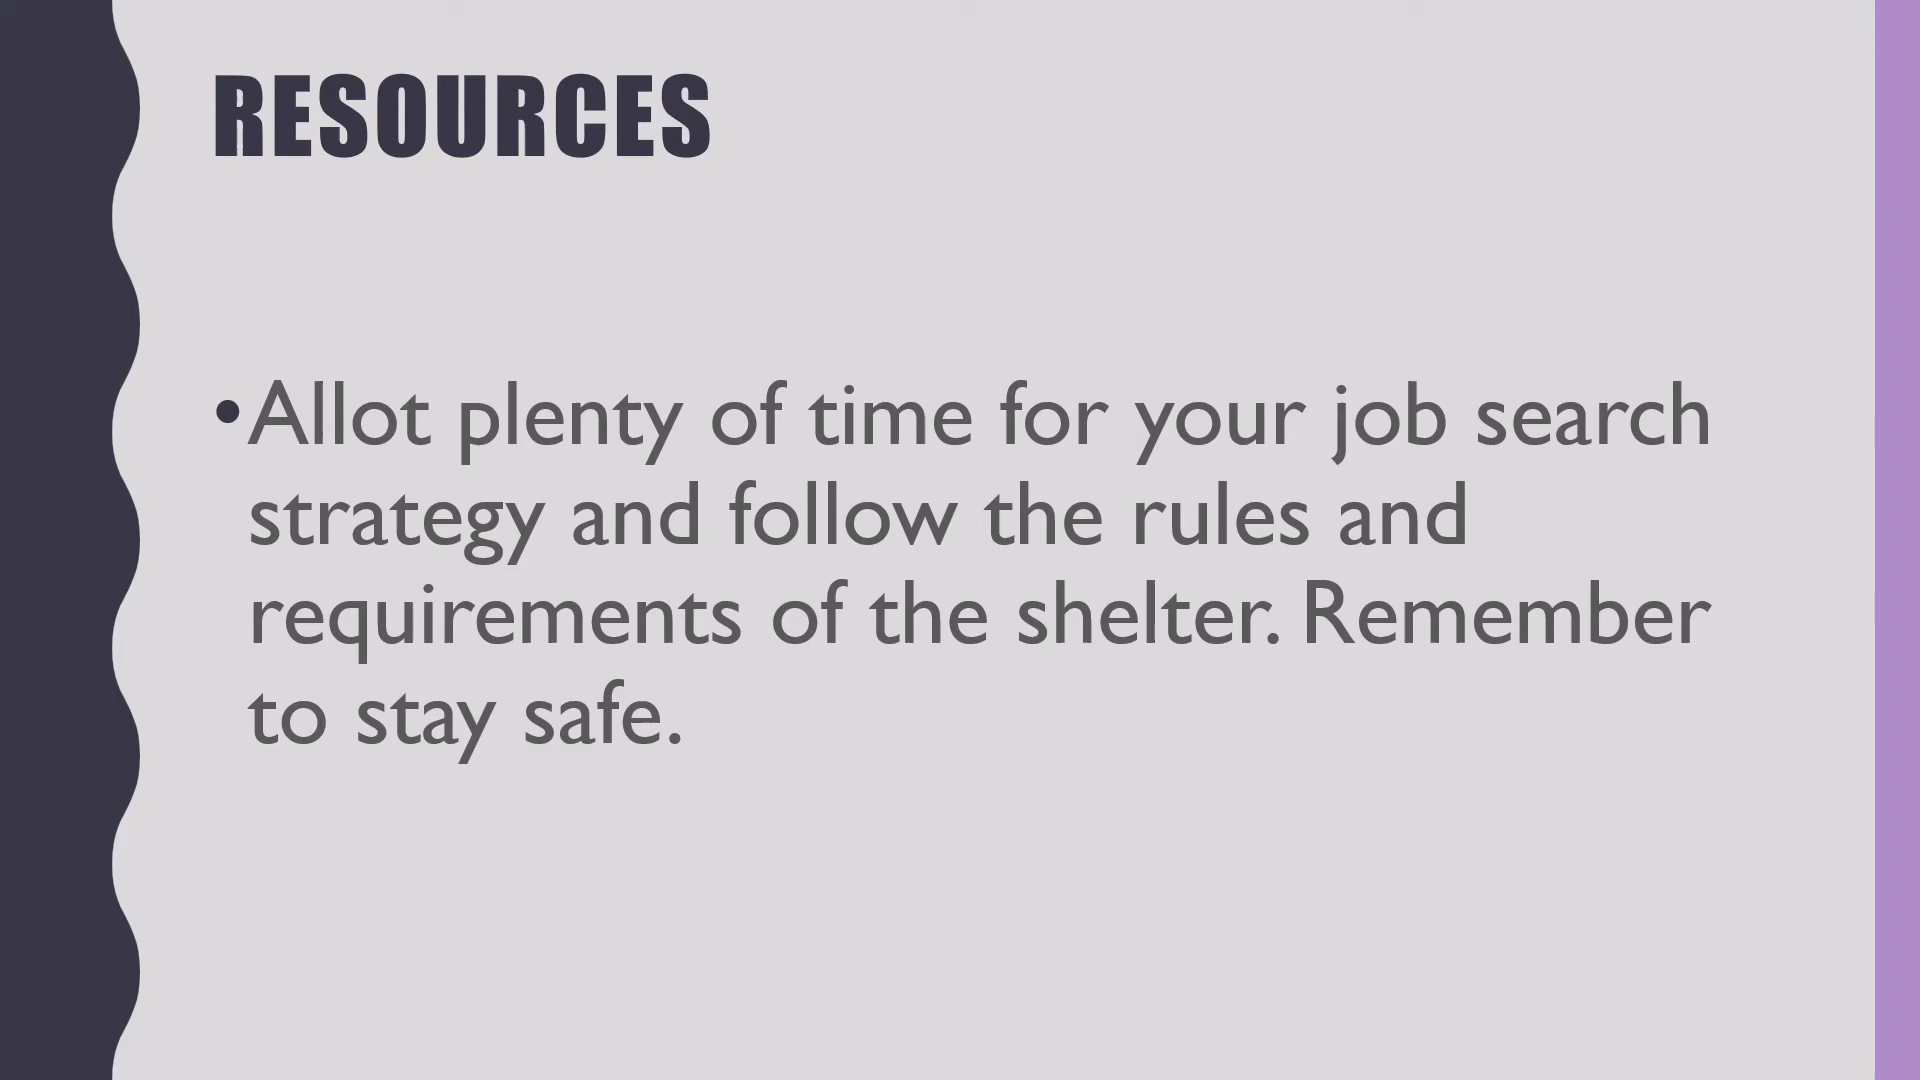 RESOURCES
•Allot plenty of time for your job search
strategy and follow the rules and
requirements of the shelter. Remember
to stay safe.